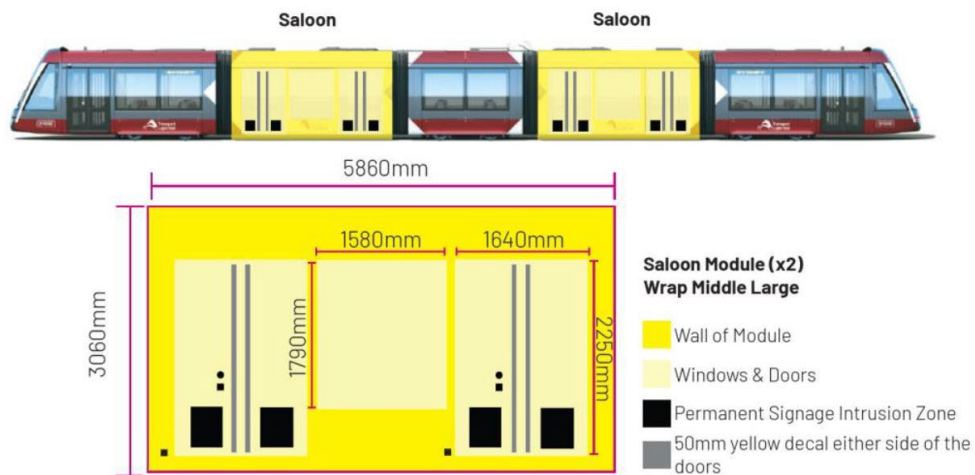 Saloon
Saloon
5860mm
1580mm
1640mm
3060mm
1790mm
2250mm
Saloon Module (x2)
Wrap Middle Large
Wall of Module
Windows & Doors
Permanent Signage Intrusion Zone
50mm yellow decal either side of the
doors